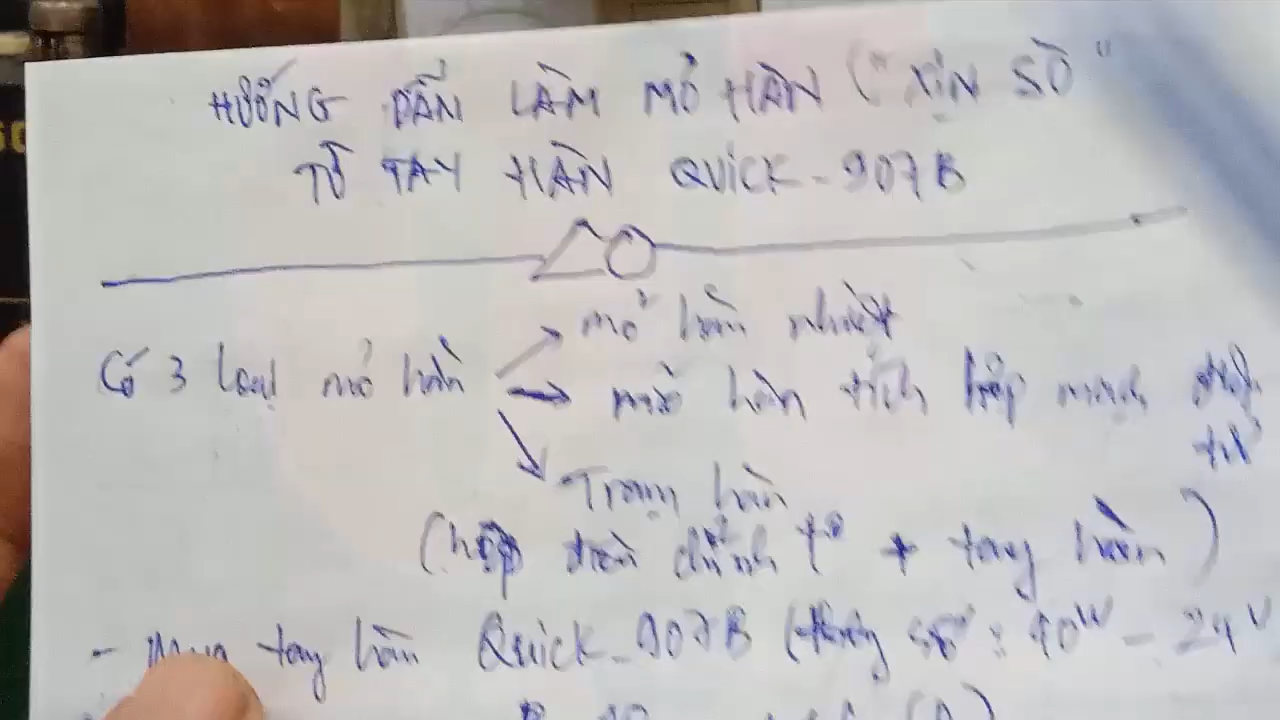 HƯỚNG DẪN LÀM MỎ HÀN ("XỊN SÒ"
TỪ TAY HÀN QUICK-907B
Có 3 loại mỏ hàn
mỏ hàn nhiệt
mỏ hàn tích hợp mạch điện tử
Trạm hàn
(hộp điều chỉnh t° + tay hàn)
- Mua tay hàn Quick-907B (thông số: 40W - 24V